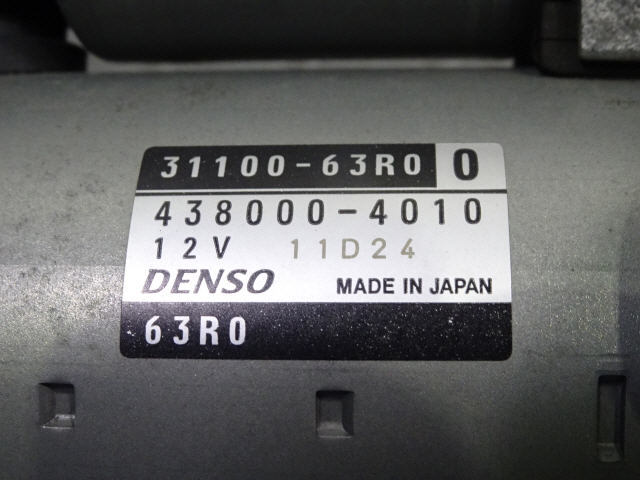 31100-63R0 0
438000-4010
12V 11D24
DENSO MADE IN JAPAN
63R0